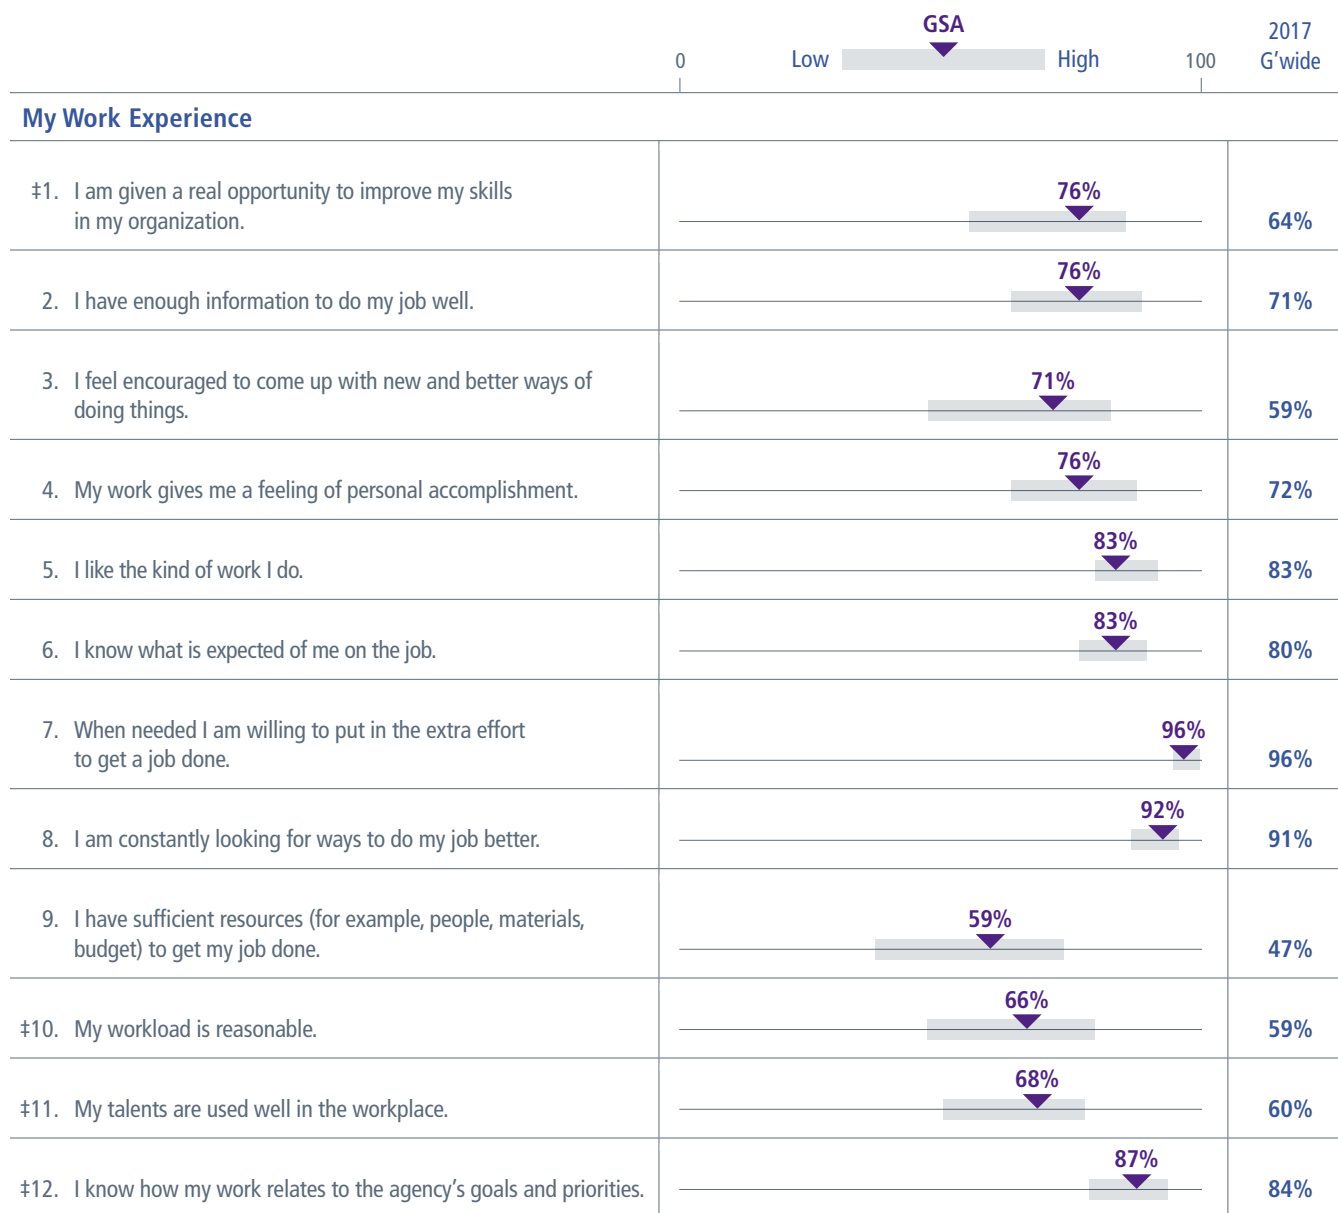 GSA
2017
0 Low High 100 G’wide
My Work Experience
‡1. I am given a real opportunity to improve my skills
in my organization.
76%
64%
2. I have enough information to do my job well.
76%
71%
3. I feel encouraged to come up with new and better ways of
doing things.
71%
59%
4. My work gives me a feeling of personal accomplishment.
76%
72%
5. I like the kind of work I do.
83%
83%
6. I know what is expected of me on the job.
83%
80%
7. When needed I am willing to put in the extra effort
to get a job done.
96%
96%
8. I am constantly looking for ways to do my job better.
92%
91%
9. I have sufficient resources (for example, people, materials,
budget) to get my job done.
59%
47%
‡10. My workload is reasonable.
66%
59%
‡11. My talents are used well in the workplace.
68%
60%
‡12. I know how my work relates to the agency’s goals and priorities.
87%
84%